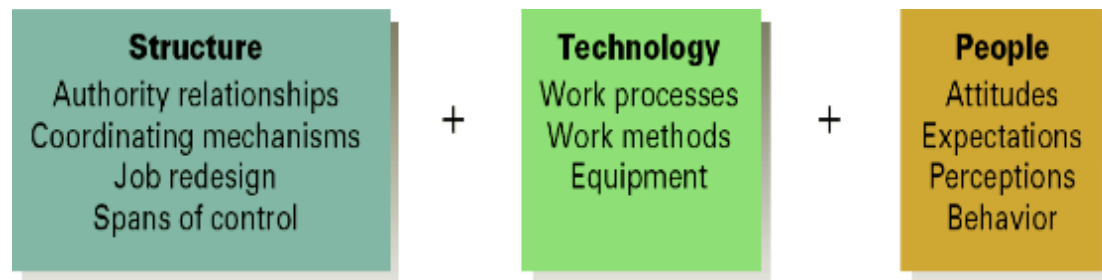 Structure
Authority relationships
Coordinating mechanisms
Job redesign
Spans of control
+
Technology
Work processes
Work methods
Equipment
+
People
Attitudes
Expectations
Perceptions
Behavior